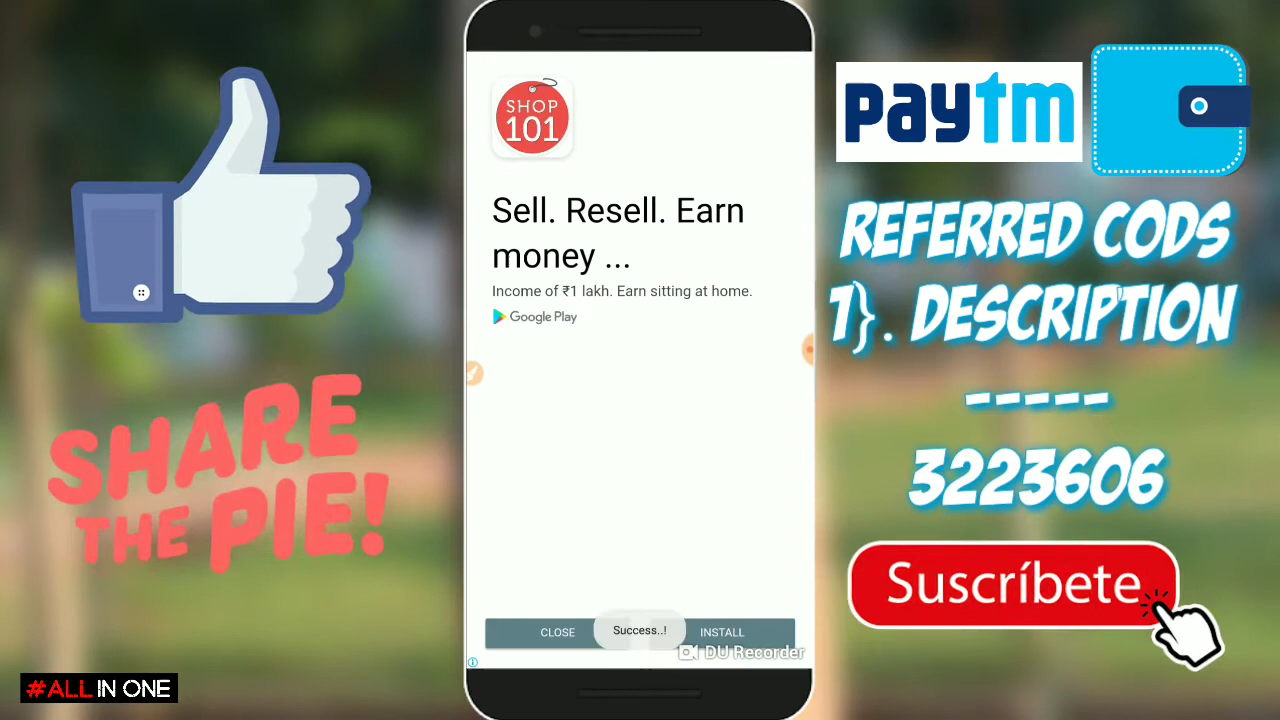 SHARE
THE PIE!
#ALL IN ONE
SHOP
101
Sell. Resell. Earn
money ...
Income of ₹1 lakh. Earn sitting at home.
Google Play
CLOSE
Success..!
INSTALL
DU Recorder
paytm
REFERRED CODS
1}. DESCRIPTION
-----
3223606
Suscríbete